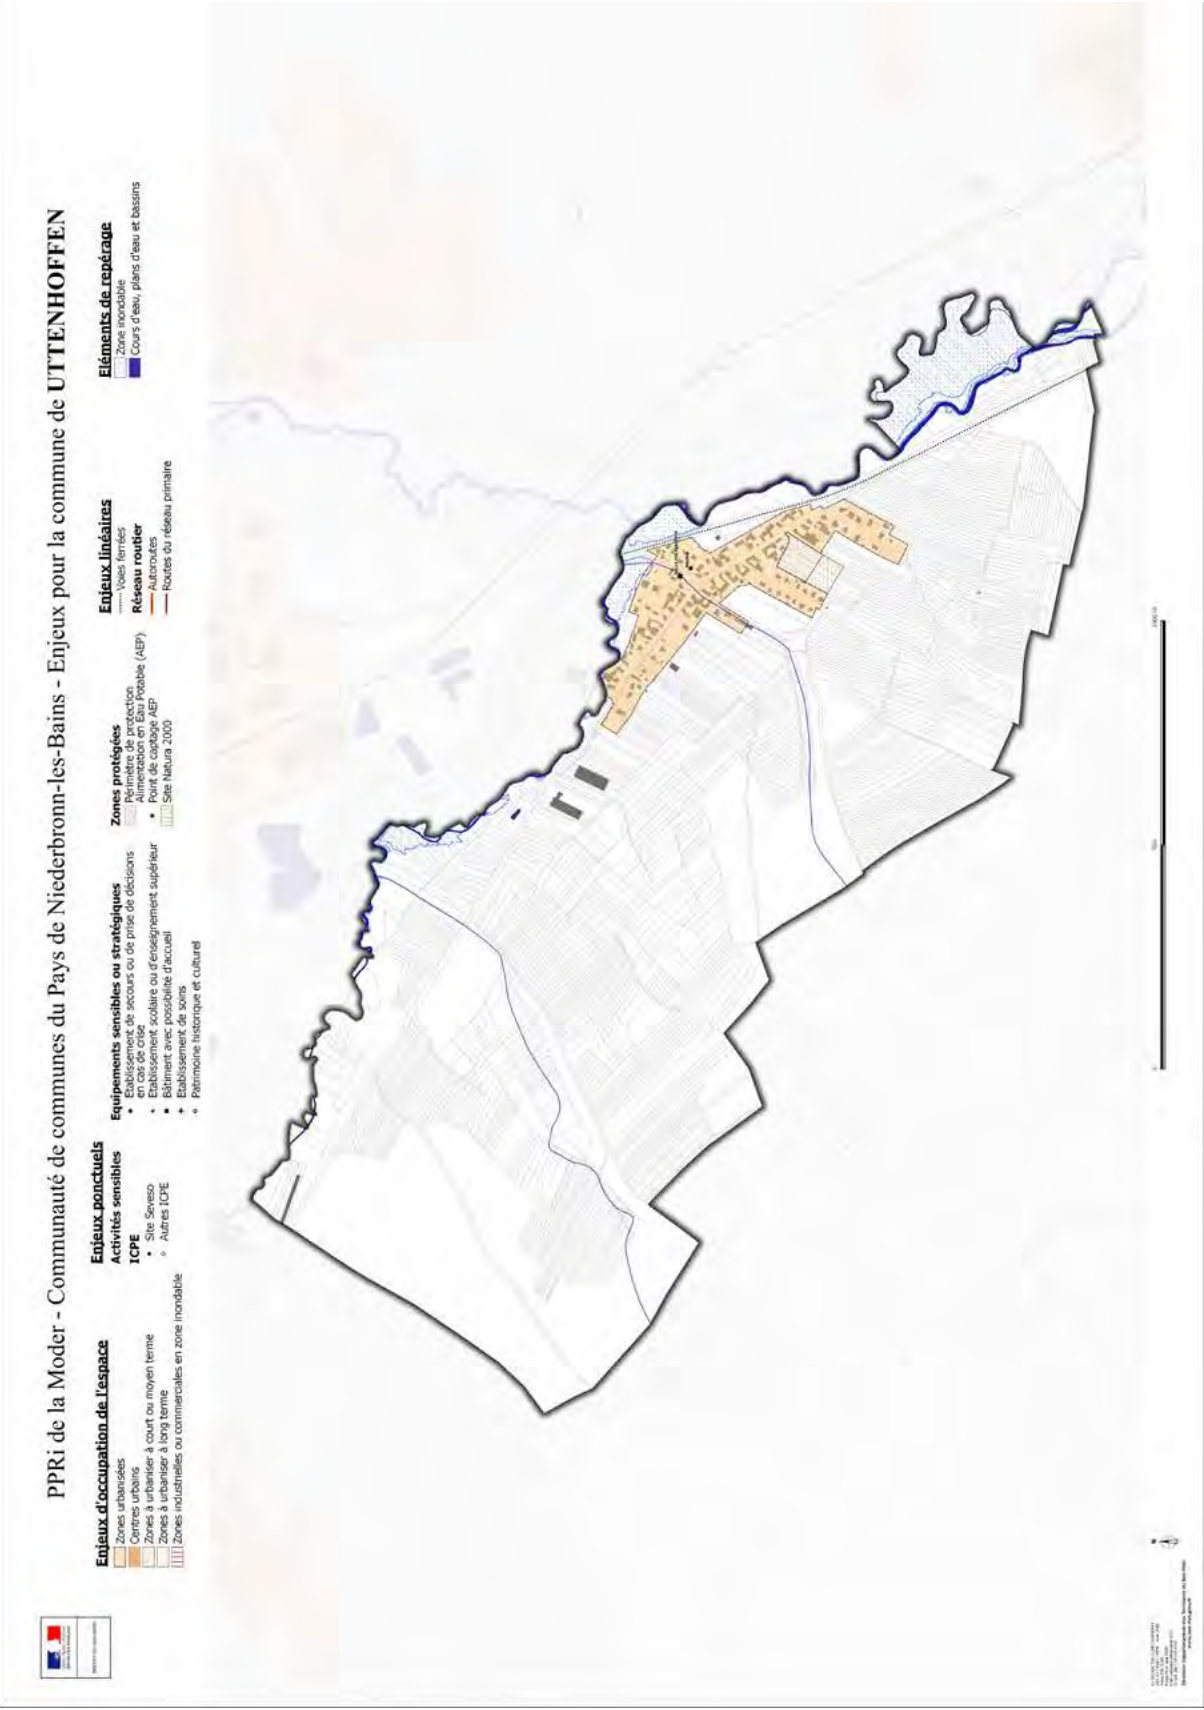 PPRi de la Moder - Communauté de communes du Pays de Niederbronn-les-Bains - Enjeux pour la commune de UTTENHOFFEN
Enjeux d'occupation de l'espace
Zones urbanisées
Centres urbains
Zones à urbaniser à court ou moyen terme
Zones à urbaniser à long terme
Zones industrielles ou commerciales en zone inondable
Enjeux ponctuels
Activités sensibles
ICPE
Site Seveso
Autres ICPE
Equipements sensibles ou stratégiques
Etablissement de secours ou de prise de décisions
en cas de crise
Etablissement scolaire ou d'enseignement supérieur
Bâtiment avec possibilité d'accueil
Etablissement de soins
Patrimoine historique et culturel
Zones protégées
Périmètre de protection
Alimentation en Eau Potable (AEP)
Point de captage AEP
Site Natura 2000
Enjeux linéaires
Voies ferrées
Réseau routier
Autoroutes
Routes du réseau primaire
Eléments de repérage
Zone inondable
Cours d'eau, plans d'eau et bassins